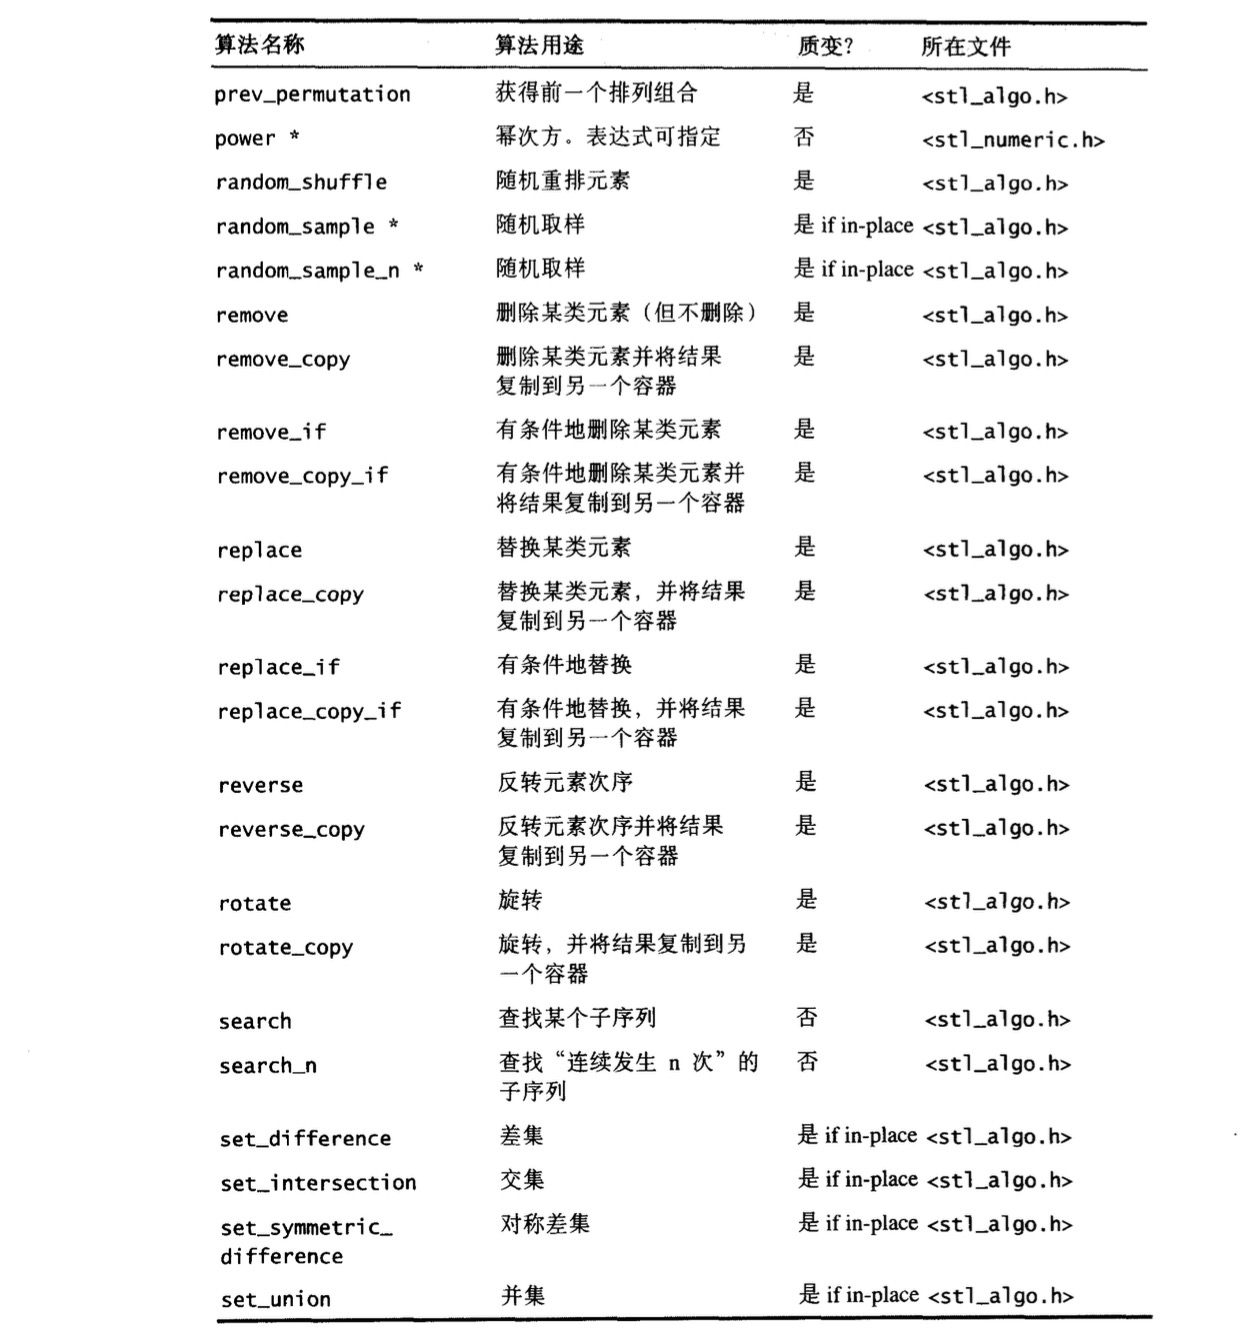 算法名称 算法用途 质变？ 所在文件
prev_permutation 获得前一个排列组合 是 <stl_algo.h>
power * 幂次方。表达式可指定 否 <stl_numeric.h>
random_shuffle 随机重排元素 是 <stl_algo.h>
random_sample * 随机取样 是 if in-place <stl_algo.h>
random_sample_n * 随机取样 是 if in-place <stl_algo.h>
remove 删除某类元素（但不删除） 是 <stl_algo.h>
remove_copy 删除某类元素并将结果 是 <stl_algo.h>
复制到另一个容器
remove_if 有条件地删除某类元素 是 <stl_algo.h>
remove_copy_if 有条件地删除某类元素并 是 <stl_algo.h>
将结果复制到另一个容器
replace 替换某类元素 是 <stl_algo.h>
replace_copy 替换某类元素，并将结果 是 <stl_algo.h>
复制到另一个容器
replace_if 有条件地替换 是 <stl_algo.h>
replace_copy_if 有条件地替换，并将结果 是 <stl_algo.h>
复制到另一个容器
reverse 反转元素次序 是 <stl_algo.h>
reverse_copy 反转元素次序并将结果 是 <stl_algo.h>
复制到另一个容器
rotate 旋转 是 <stl_algo.h>
rotate_copy 旋转，并将结果复制到另 是 <stl_algo.h>
一个容器
search 查找某个子序列 否 <stl_algo.h>
search_n 查找“连续发生 n 次”的 否 <stl_algo.h>
子序列
set_difference 差集 是 if in-place <stl_algo.h>
set_intersection 交集 是 if in-place <stl_algo.h>
set_symmetric_ 对称差集 是 if in-place <stl_algo.h>
difference
set_union 并集 是 if in-place <stl_algo.h>